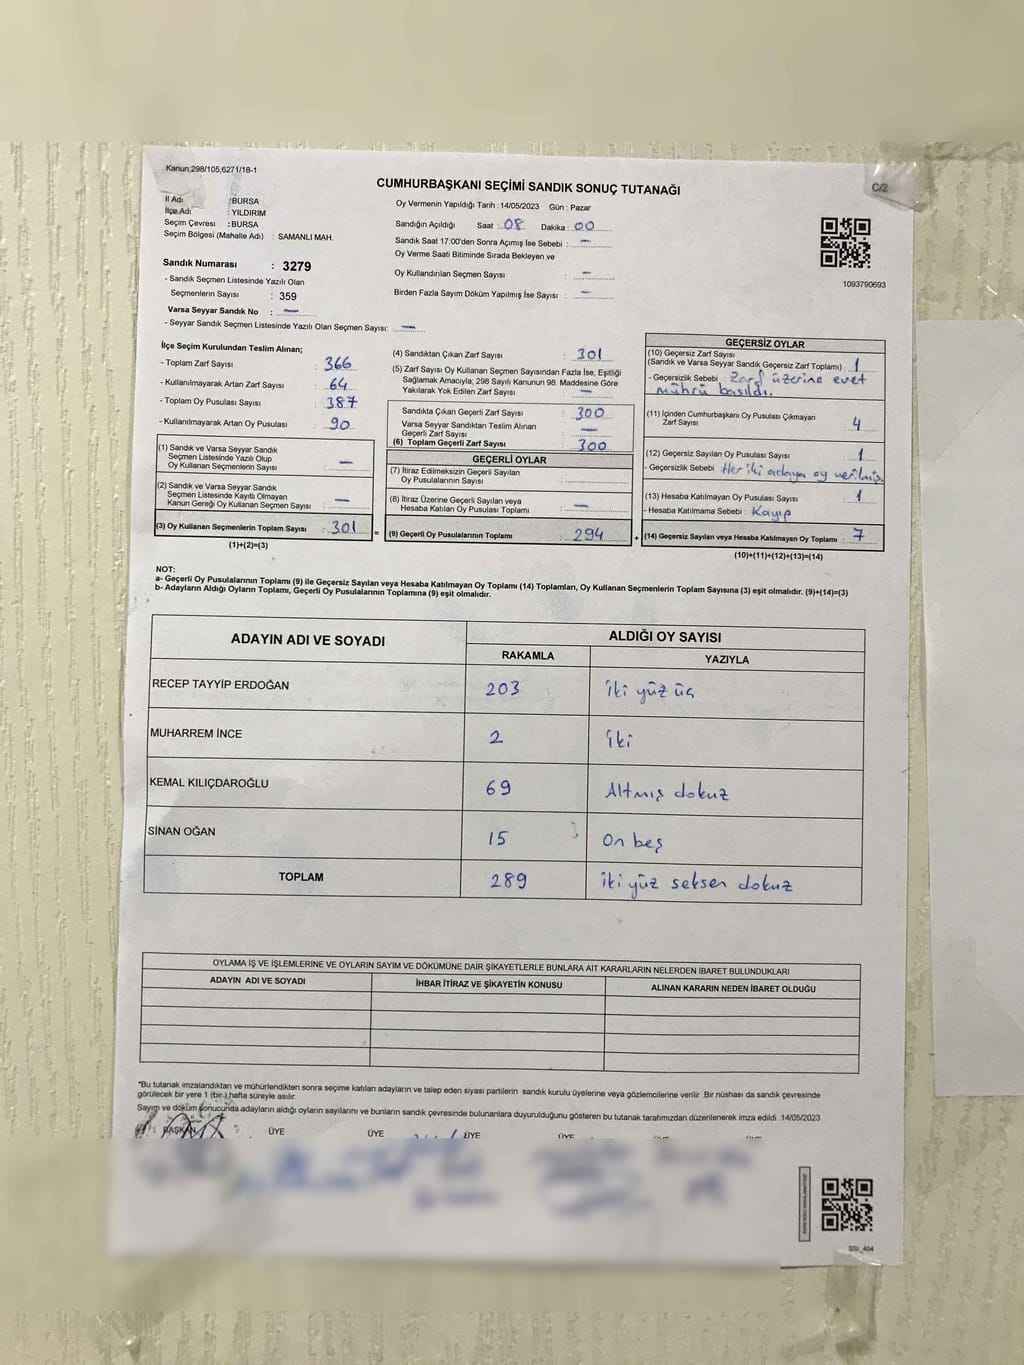 Kanun;298/105;6271/18-1
CUMHURBAŞKANI SEÇİMİ SANDIK SONUÇ TUTANAĞI
C/2
İl Adı : BURSA
İlçe Adı : YILDIRIM
Seçim Çevresi : BURSA
Seçim Bölgesi (Mahalle Adı) : SAMANLI MAH.
Sandık Numarası : 3279
- Sandık Seçmen Listesinde Yazılı Olan
Seçmenlerin Sayısı : 359
Varsa Seyyar Sandık No : —
- Seyyar Sandık Seçmen Listesinde Yazılı Olan Seçmen Sayısı: —
Oy Vermenin Yapıldığı Tarih : 14/05/2023 Gün : Pazar
Sandığın Açıldığı Saat : 08 Dakika : 00
Sandık Saat 17:00'den Sonra Açımış İse Sebebi : —
Oy Verme Saati Bitiminde Sırada Bekleyen ve
Oy Kullandırılan Seçmen Sayısı : —
Birden Fazla Sayım Döküm Yapılmış İse Sayısı : —
1093790693
İlçe Seçim Kurulundan Teslim Alınan;
- Toplam Zarf Sayısı : 366
- Kullanılmayarak Artan Zarf Sayısı : 64
- Toplam Oy Pusulası Sayısı : 387
- Kullanılmayarak Artan Oy Pusulası : 90
(1) Sandık ve Varsa Seyyar Sandık
Seçmen Listesinde Yazılı Olup
Oy Kullanan Seçmenlerin Sayısı : —
(2) Sandık ve Varsa Seyyar Sandık
Seçmen Listesinde Kayıtlı Olmayan
Kanun Gereği Oy Kullanan Seçmen Sayısı : —
(3) Oy Kullanan Seçmenlerin Toplam Sayısı : 301
(1)+(2)=(3)
(4) Sandıktan Çıkan Zarf Sayısı : 301
(5) Zarf Sayısı Oy Kullanan Seçmen Sayısından Fazla İse, Eşitliği
Sağlamak Amacıyla; 298 Sayılı Kanunun 98. Maddesine Göre
Yakılarak Yok Edilen Zarf Sayısı : —
Sandıkta Çıkan Geçerli Zarf Sayısı : 300
Varsa Seyyar Sandıktan Teslim Alınan
Geçerli Zarf Sayısı : —
(6) Toplam Geçerli Zarf Sayısı : 300
GEÇERLİ OYLAR
(7) İtiraz Edilmeksizin Geçerli Sayılan
Oy Pusulalarının Sayısı :
(8) İtiraz Üzerine Geçerli Sayılan veya
Hesaba Katılan Oy Pusulası Toplamı : —
= (9) Geçerli Oy Pusulalarının Toplamı : 294
GEÇERSİZ OYLAR
(10) Geçersiz Zarf Sayısı
(Sandık ve Varsa Seyyar Sandık Geçersiz Zarf Toplamı) : 1
- Geçersizlik Sebebi : Zarf üzerine evet
mührü basıldı.
(11) İçinden Cumhurbaşkanı Oy Pusulası Çıkmayan
Zarf Sayısı : 4
(12) Geçersiz Sayılan Oy Pusulası Sayısı : 1
- Geçersizlik Sebebi : Her iki adaya oy verilmiş.
(13) Hesaba Katılmayan Oy Pusulası Sayısı : 1
- Hesaba Katılmama Sebebi : Kayıp
+ (14) Geçersiz Sayılan veya Hesaba Katılmayan Oy Toplamı : 7
(10)+(11)+(12)+(13)=(14)
NOT:
a- Geçerli Oy Pusulalarının Toplamı (9) ile Geçersiz Sayılan veya Hesaba Katılmayan Oy Toplamı (14) Toplamları, Oy Kullanan Seçmenlerin Toplam Sayısına (3) eşit olmalıdır. (9)+(14)=(3)
b- Adayların Aldığı Oyların Toplamı, Geçerli Oy Pusulalarının Toplamına (9) eşit olmalıdır.
ADAYIN ADI VE SOYADI ALDIĞI OY SAYISI
RAKAMLA YAZIYLA
RECEP TAYYİP ERDOĞAN 203 İki yüz üç
MUHARREM İNCE 2 İki
KEMAL KILIÇDAROĞLU 69 Altmış dokuz
SİNAN OĞAN 15 On beş
TOPLAM 289 İki yüz seksen dokuz
OYLAMA İŞ VE İŞLEMLERİNE VE OYLARIN SAYIM VE DÖKÜMÜNE DAİR ŞİKAYETLERLE BUNLARA AİT KARARLARIN NELERDEN İBARET BULUNDUKLARI
ADAYIN ADI VE SOYADI İHBAR İTİRAZ VE ŞİKAYETİN KONUSU ALINAN KARARIN NEDEN İBARET OLDUĞU
"Bu tutanak imzalandıktan ve mühürlendikten sonra seçime katılan adayların ve talep eden siyasi partilerin sandık kurulu üyelerine veya gözlemcilerine verilir. Bir nüshası da sandık çevresinde
görülecek bir yere 1 (bir) hafta süreyle asılır.
Sayım ve döküm sonucunda adayların aldığı oyların sayılarını ve bunların sandık çevresinde bulunanlara duyurulduğunu gösteren bu tutanak tarafımızdan düzenlenerek imza edildi. 14/05/2023
BAŞKAN ÜYE ÜYE ÜYE ÜYE
SSI_404